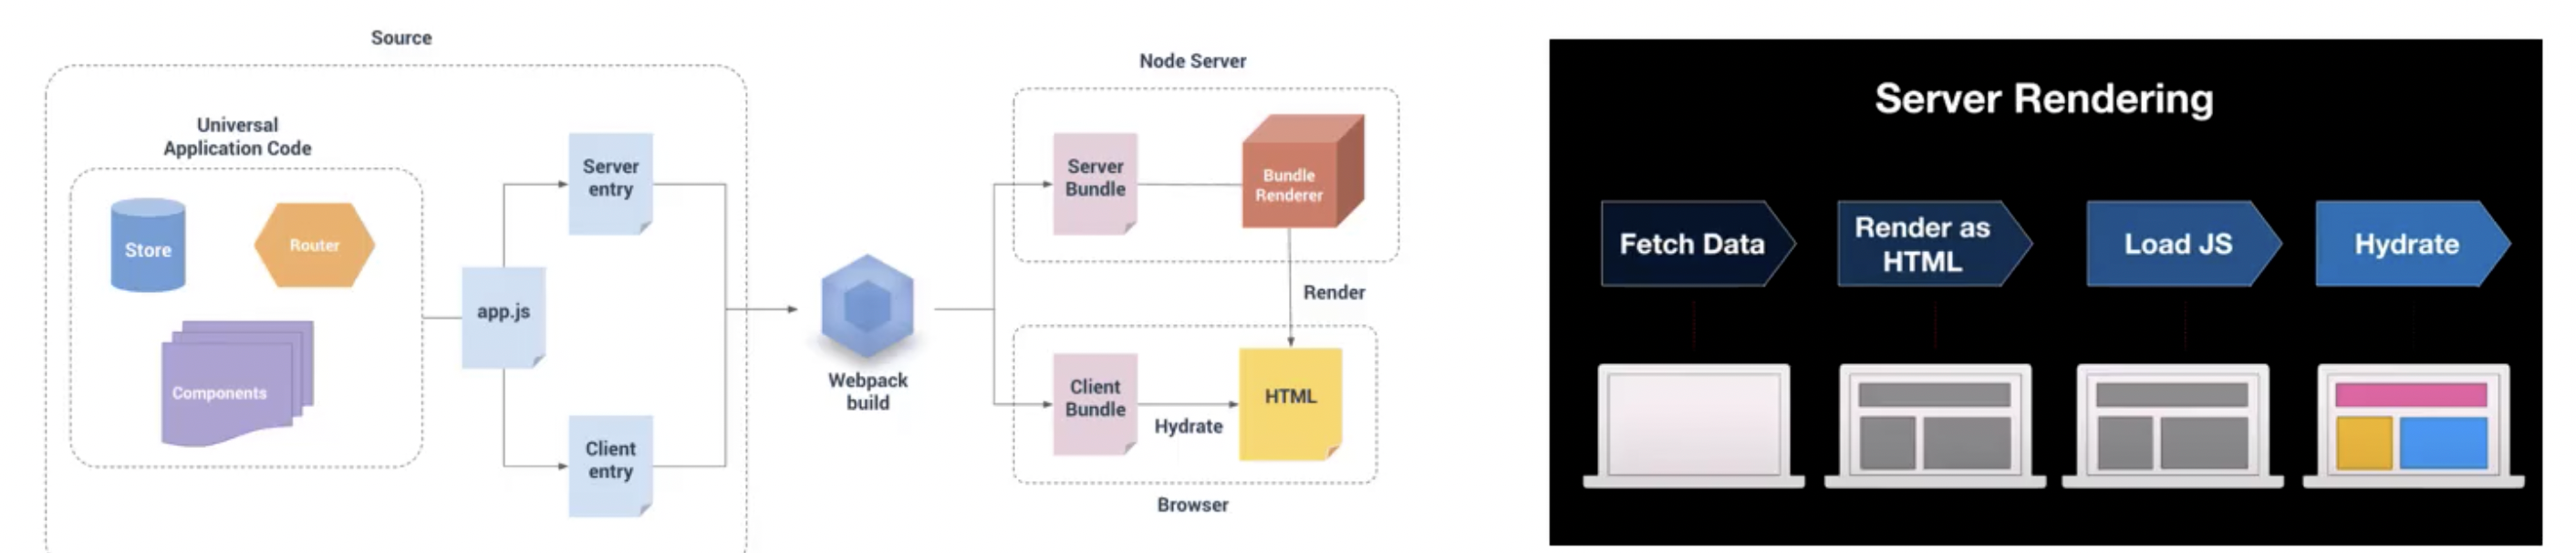 Source
Universal
Application Code
Store
Router
Components
app.js
Server
entry
Client
entry
Webpack
build
Node Server
Server
Bundle
Bundle
Renderer
Render
Client
Bundle
Hydrate
HTML
Browser
Server Rendering
Fetch Data
Render as
HTML
Load JS
Hydrate